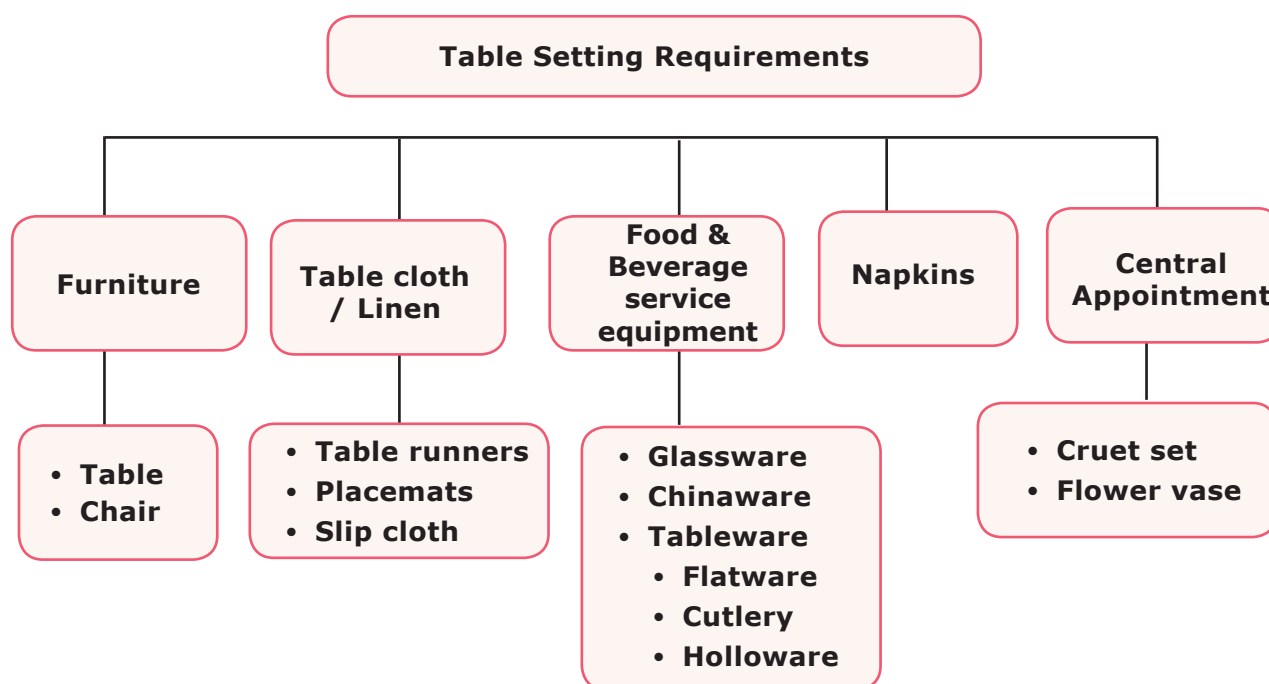 Table Setting Requirements
Furniture
Table cloth
/ Linen
Food &
Beverage
service
equipment
Napkins
Central
Appointment
• Table
• Chair
• Table runners
• Placemats
• Slip cloth
• Glassware
• Chinaware
• Tableware
• Flatware
• Cutlery
• Holloware
• Cruet set
• Flower vase